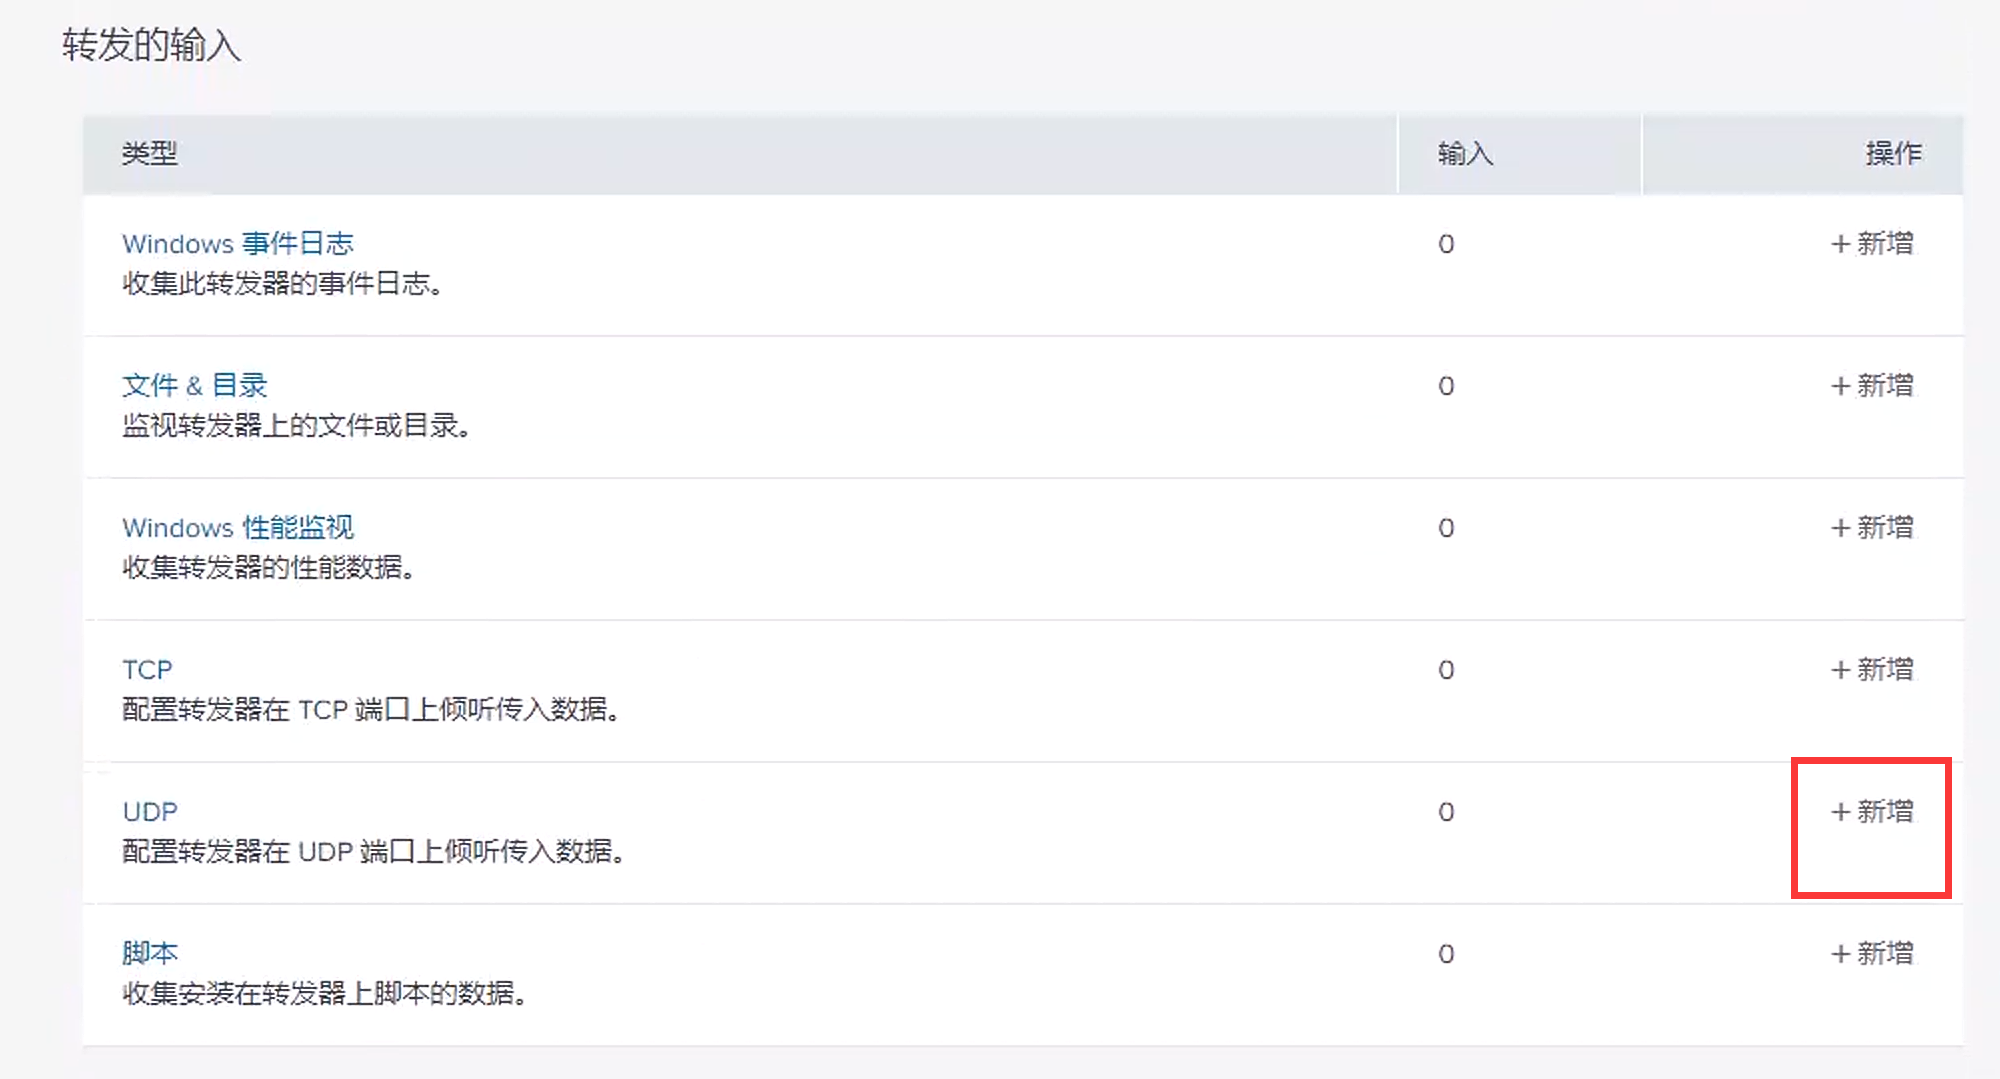 转发的输入
类型 输入 操作
Windows 事件日志 0 +新增
收集此转发器的事件日志。
文件 & 目录 0 +新增
监视转发器上的文件或目录。
Windows 性能监视 0 +新增
收集转发器的性能数据。
TCP 0 +新增
配置转发器在 TCP 端口上倾听传入数据。
UDP 0 +新增
配置转发器在 UDP 端口上倾听传入数据。
脚本 0 +新增
收集安装在转发器上脚本的数据。